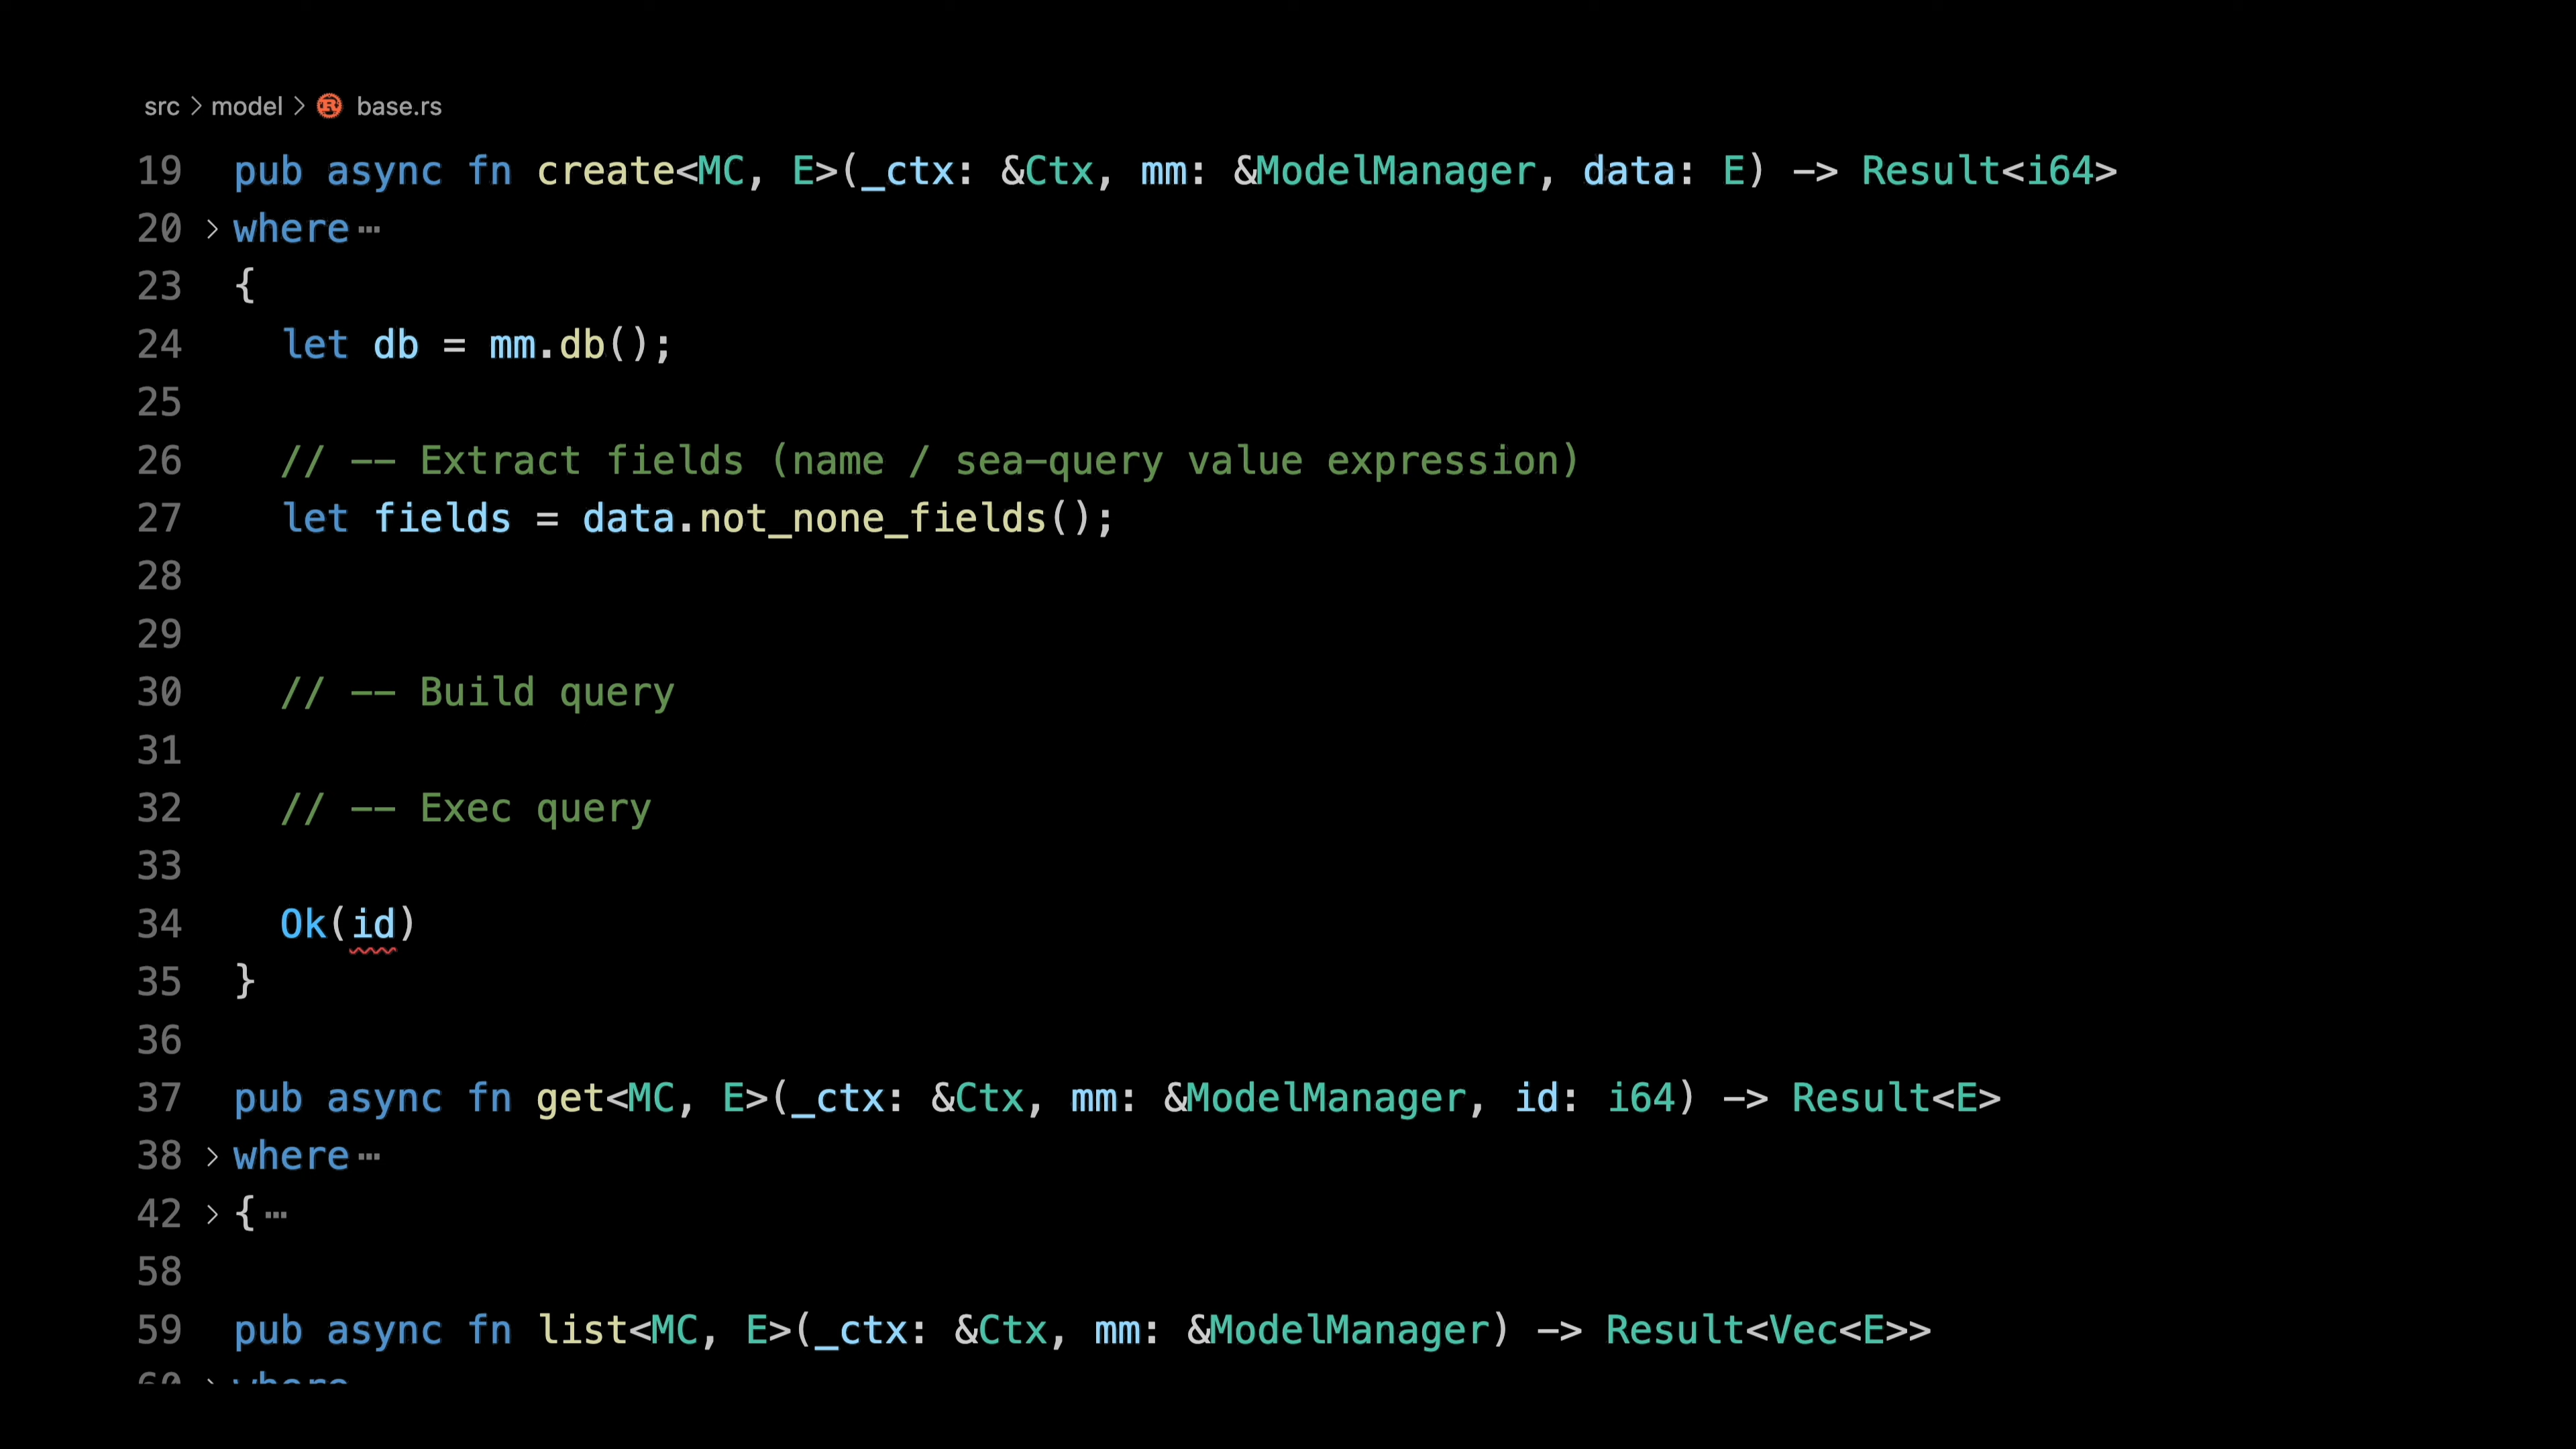 src > model > base.rs
19 pub async fn create<MC, E>(_ctx: &Ctx, mm: &ModelManager, data: E) -> Result<i64>
20 > where ⋯
23 {
24   let db = mm.db();
25
26   // -- Extract fields (name / sea-query value expression)
27   let fields = data.not_none_fields();
28
29
30   // -- Build query
31
32   // -- Exec query
33
34   Ok(id)
35 }
36
37 pub async fn get<MC, E>(_ctx: &Ctx, mm: &ModelManager, id: i64) -> Result<E>
38 > where ⋯
42 > { ⋯
58
59 pub async fn list<MC, E>(_ctx: &Ctx, mm: &ModelManager) -> Result<Vec<E>>
60 > where